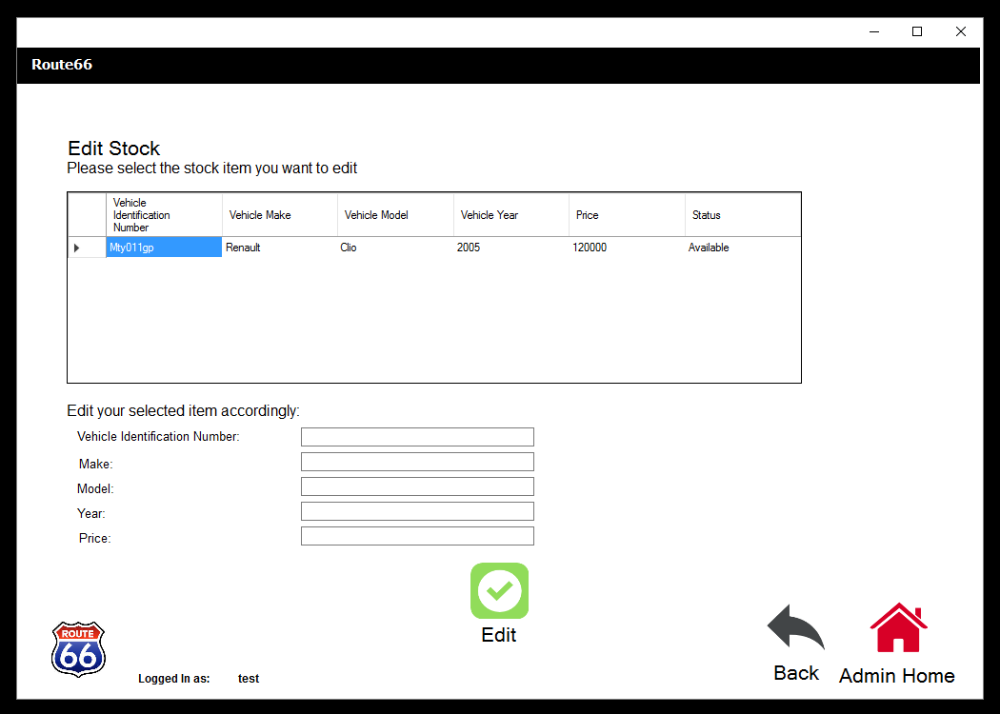 Route66
Edit Stock
Please select the stock item you want to edit
Vehicle
Identification
Number
Vehicle Make
Vehicle Model
Vehicle Year
Price
Status
Mty011gp
Renault
Clio
2005
120000
Available
Edit your selected item accordingly:
Vehicle Identification Number:
Make:
Model:
Year:
Price:
Edit
ROUTE
66
Logged In as: test
Back
Admin Home